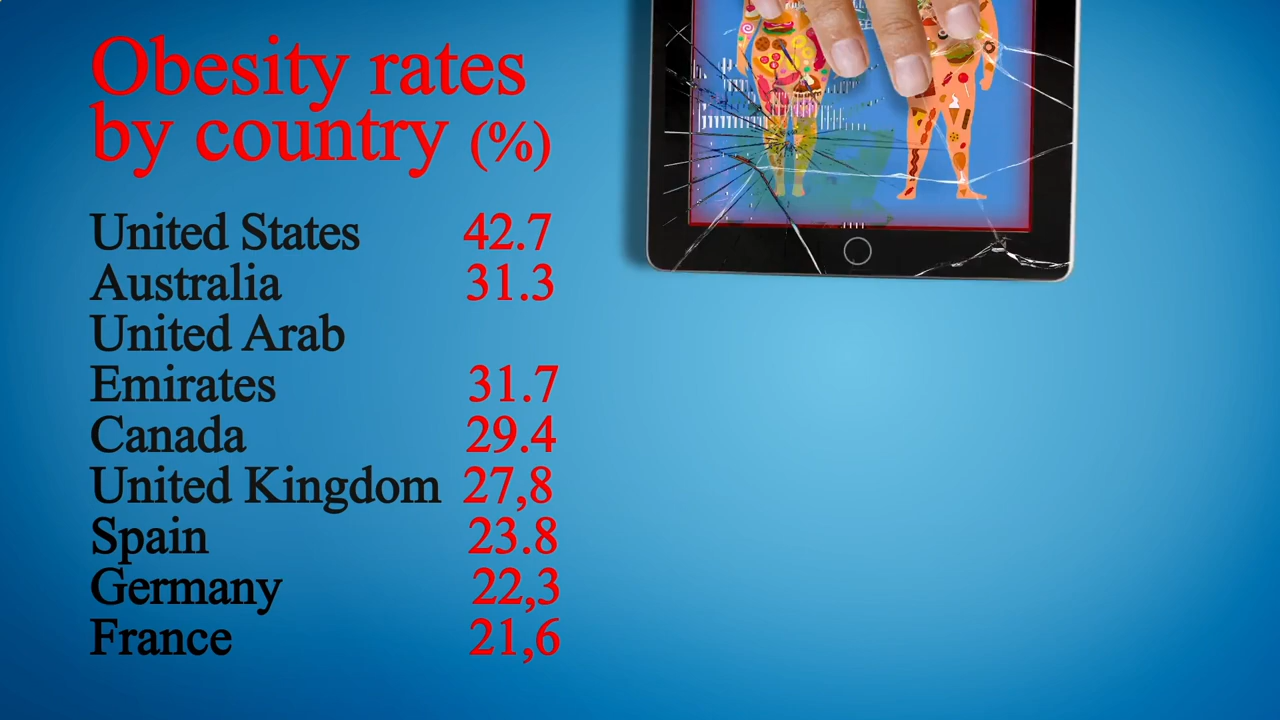 Obesity rates
by country (%)
United States 42.7
Australia 31.3
United Arab
Emirates 31.7
Canada 29.4
United Kingdom 27,8
Spain 23.8
Germany 22,3
France 21,6